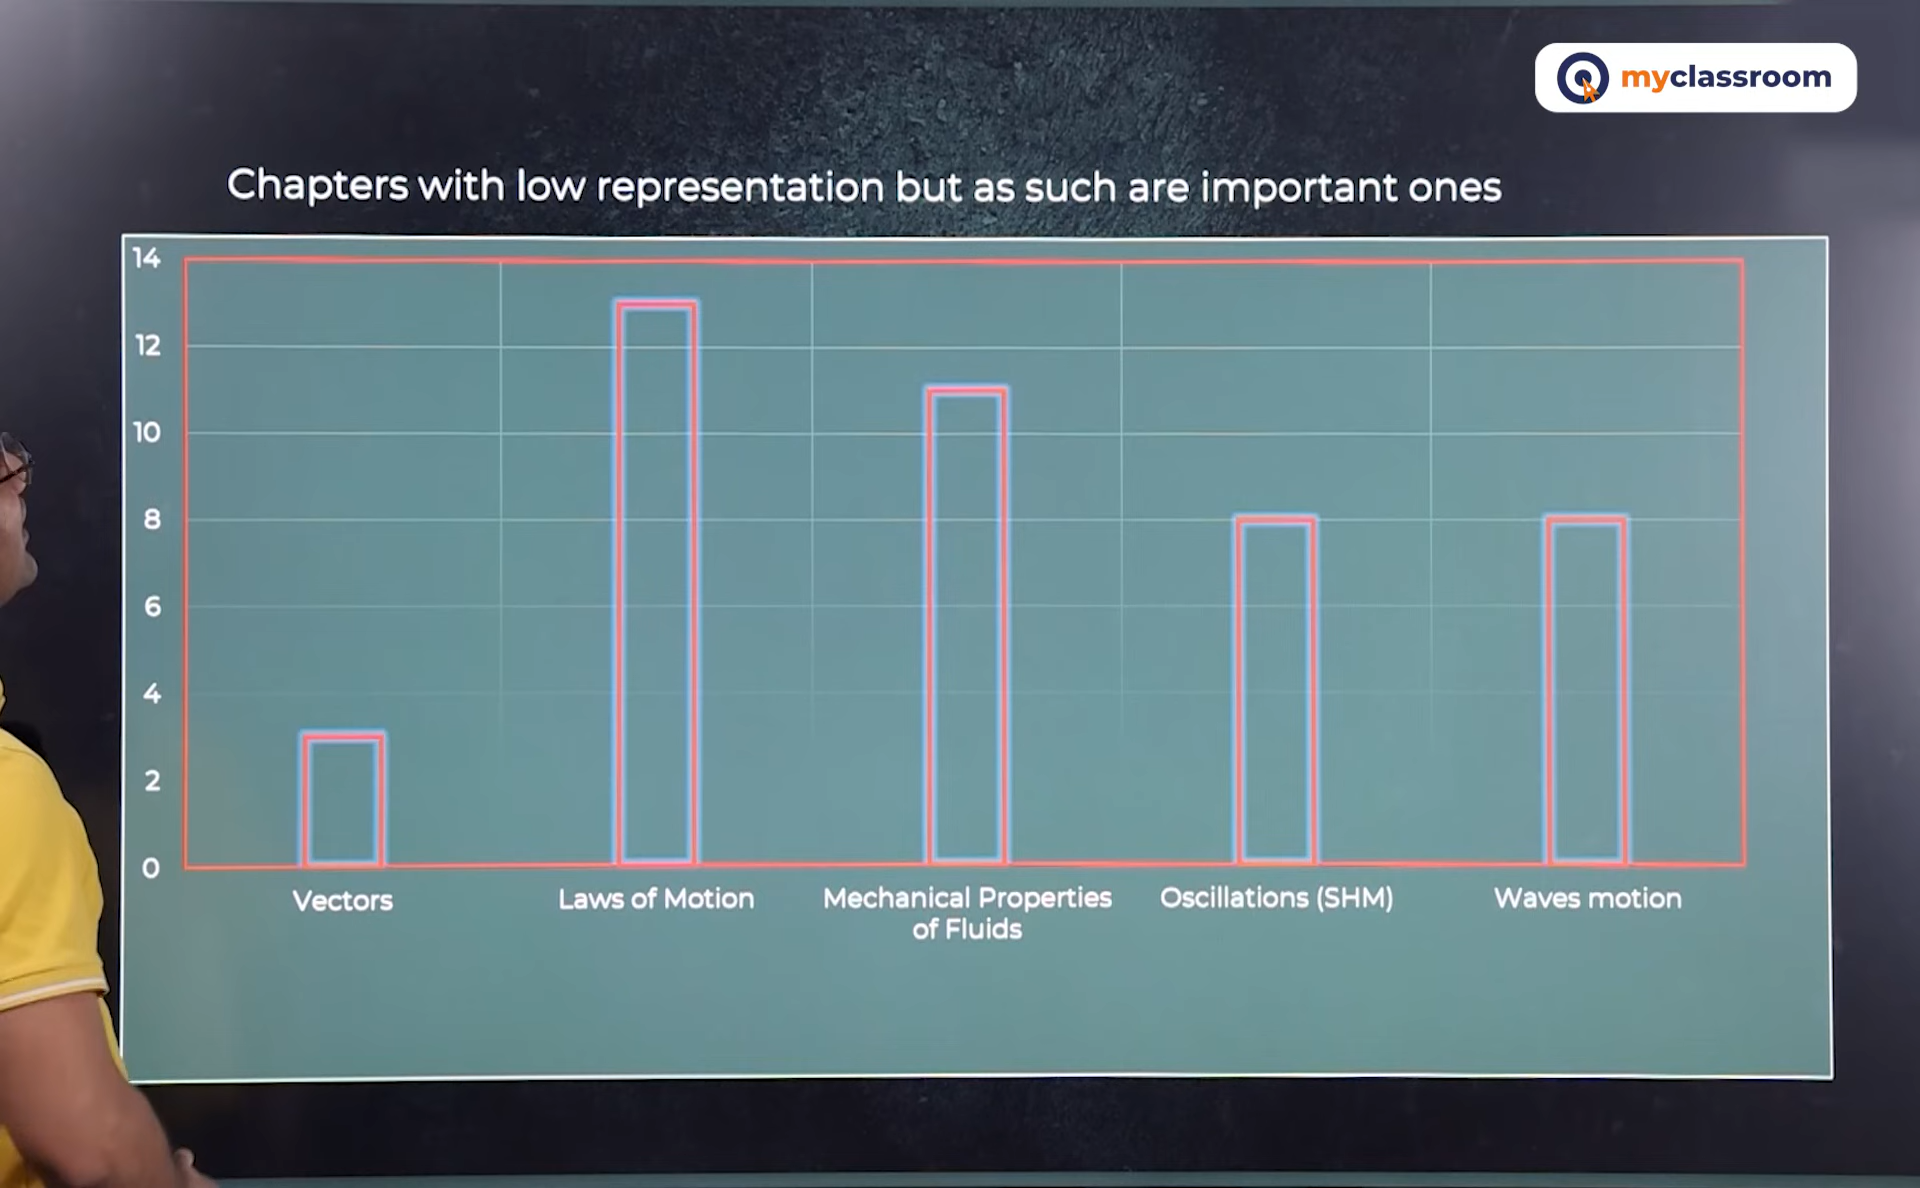 myclassroom
Chapters with low representation but as such are important ones
14
12
10
8
6
4
2
0
Vectors
Laws of Motion
Mechanical Properties
of Fluids
Oscillations (SHM)
Waves motion